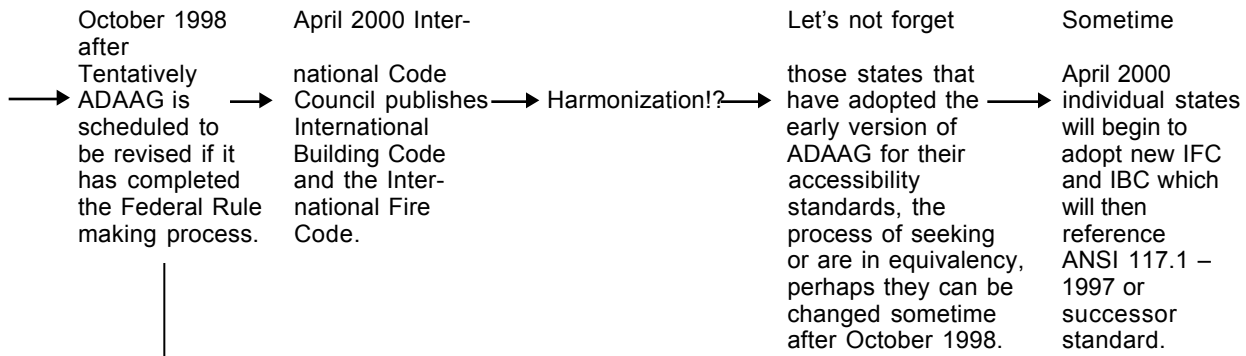 October 1998
after
Tentatively
ADAAG is
scheduled to
be revised if it
has completed
the Federal Rule
making process.
April 2000 Inter-
national Code
Council publishes
International
Building Code
and the Inter-
national Fire
Code.
Harmonization!?
Let's not forget
those states that
have adopted the
early version of
ADAAG for their
accessibility
standards, the
process of seeking
or are in equivalency,
perhaps they can be
changed sometime
after October 1998.
Sometime
April 2000
individual states
will begin to
adopt new IFC
and IBC which
will then
reference
ANSI 117.1 –
1997 or
successor
standard.